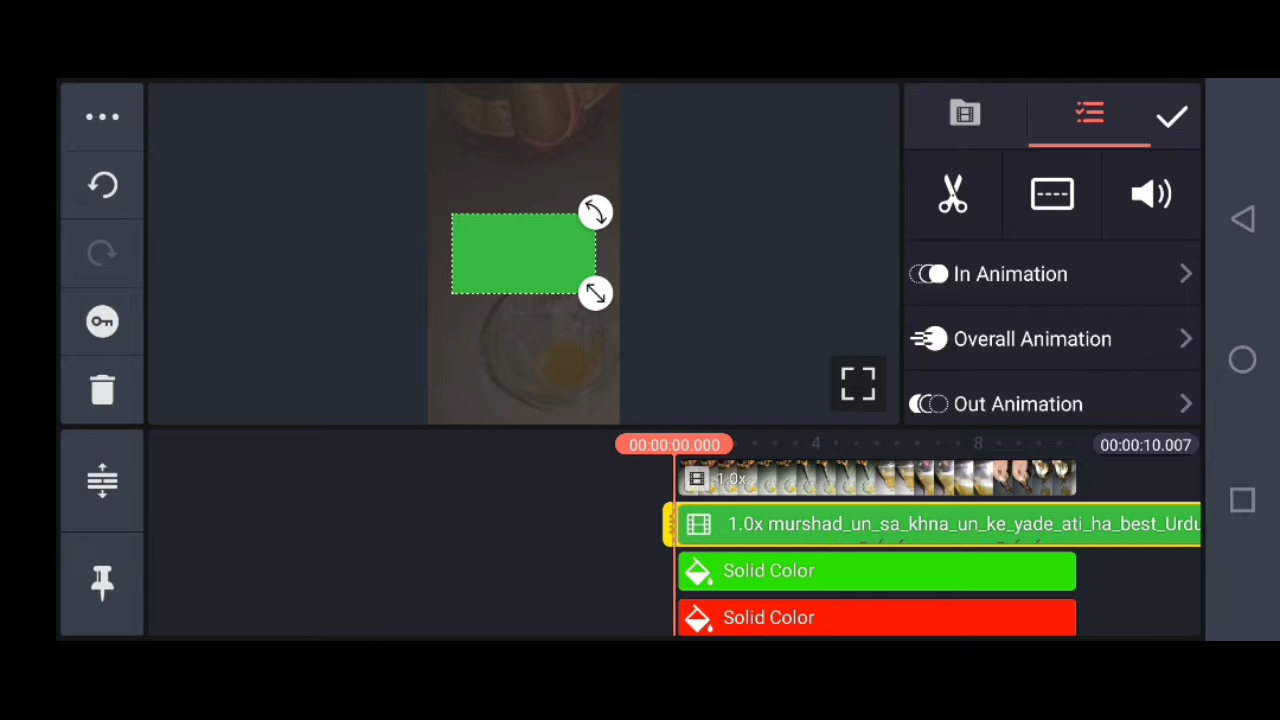 In Animation
Overall Animation
Out Animation
00:00:00.000
4
8
00:00:10.007
1.0x
1.0x murshad_un_sa_khna_un_ke_yade_ati_ha_best_Urdu
Solid Color
Solid Color